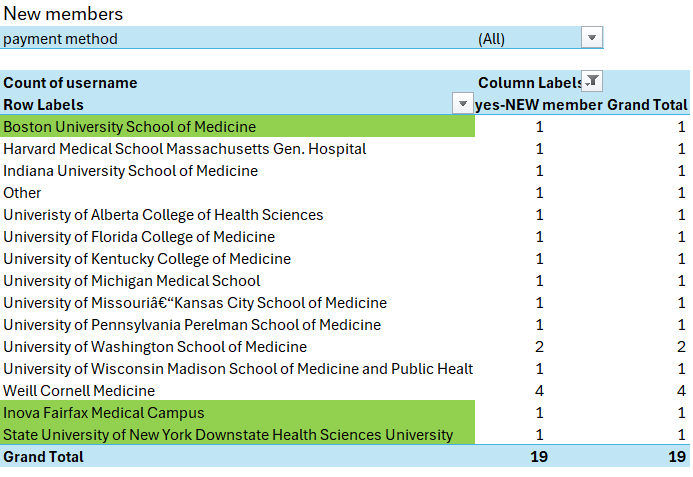 New members
payment method (All)
Count of username Column Labels
Row Labels yes-NEW member Grand Total
Boston University School of Medicine 1 1
Harvard Medical School Massachusetts Gen. Hospital 1 1
Indiana University School of Medicine 1 1
Other 1 1
Univeristy of Alberta College of Health Sciences 1 1
University of Florida College of Medicine 1 1
University of Kentucky College of Medicine 1 1
University of Michigan Medical School 1 1
University of Missouriâ€“Kansas City School of Medicine 1 1
University of Pennsylvania Perelman School of Medicine 1 1
University of Washington School of Medicine 2 2
University of Wisconsin Madison School of Medicine and Public Healt 1 1
Weill Cornell Medicine 4 4
Inova Fairfax Medical Campus 1 1
State University of New York Downstate Health Sciences University 1 1
Grand Total 19 19